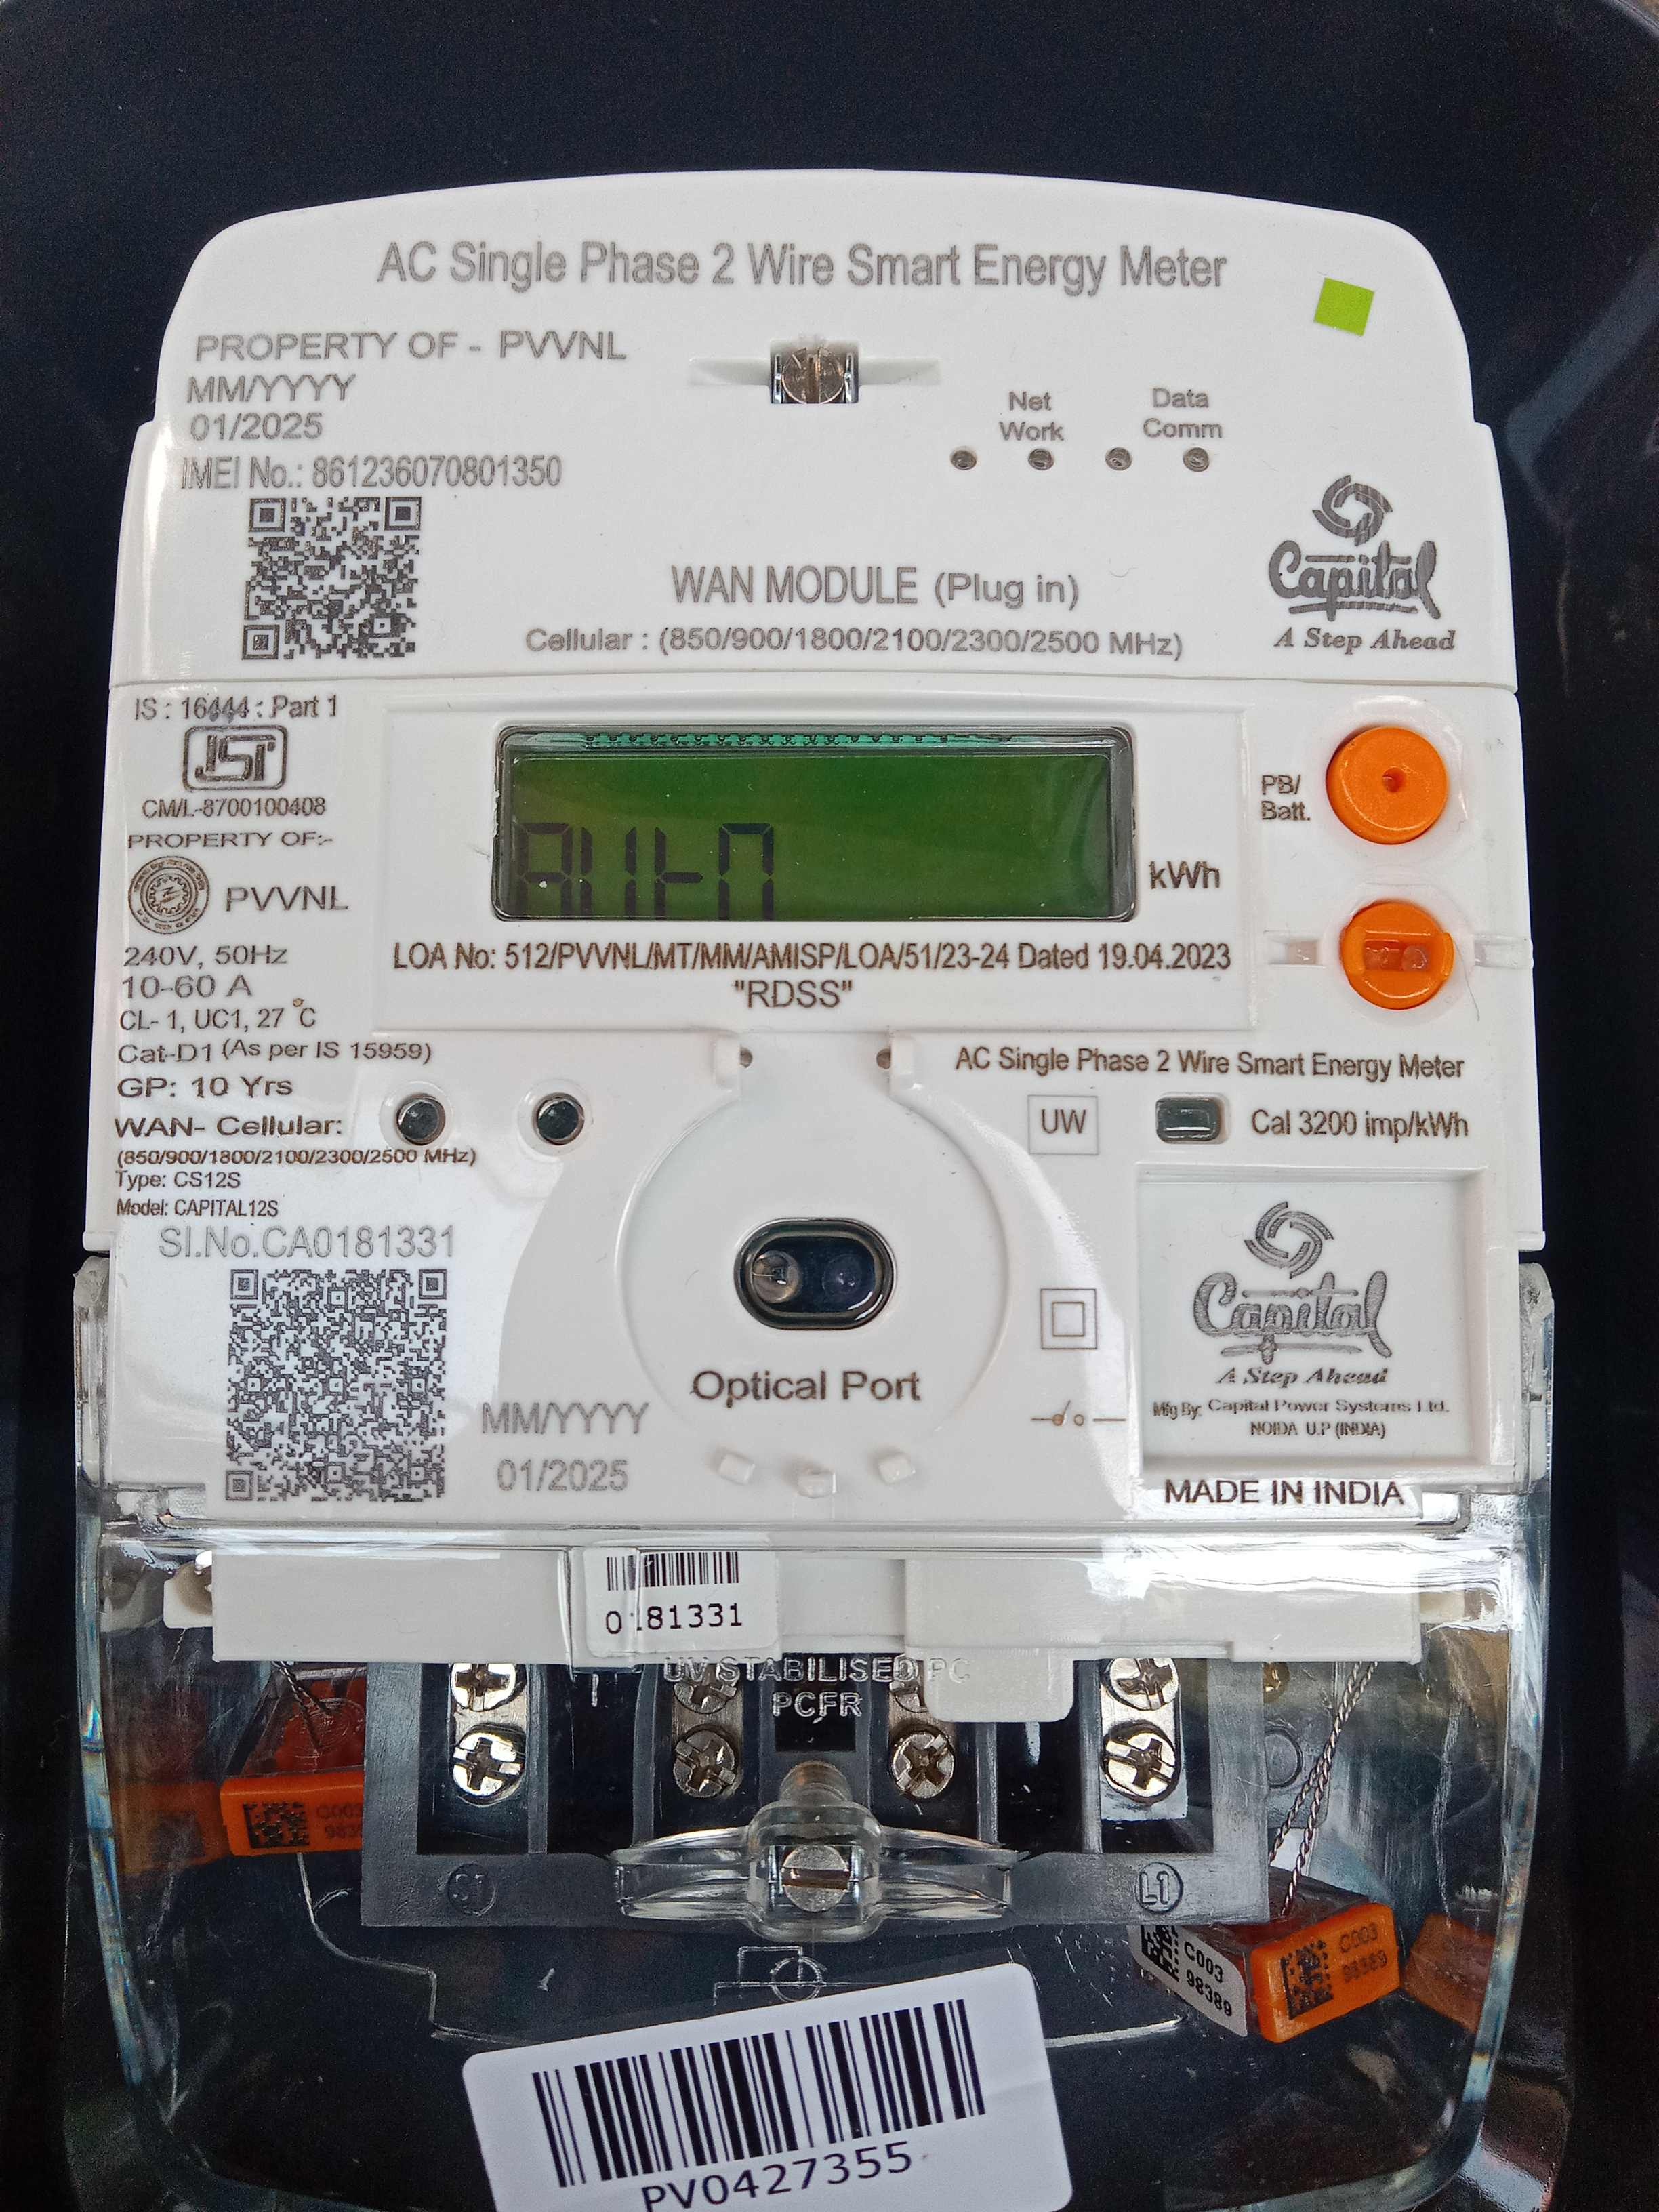 AC Single Phase 2 Wire Smart Energy Meter
PROPERTY OF - PVVNL
MM/YYYY
01/2025
IMEI No.: 861236070801350
Net Work
Data Comm
WAN MODULE (Plug in)
Cellular : (850/900/1800/2100/2300/2500 MHz)
Capital
A Step Ahead
IS : 16444 : Part 1
ISI
CM/L-8700100408
PROPERTY OF:-
PVVNL
240V, 50Hz
10-60 A
CL- 1, UC1, 27 °C
Cat-D1 (As per IS 15959)
GP: 10 Yrs
WAN- Cellular:
(850/900/1800/2100/2300/2500 MHz)
Type: CS12S
Model: CAPITAL12S
SI.No.CA0181331
MM/YYYY
01/2025
PB/
Batt.
kWh
LOA No: 512/PVVNL/MT/MM/AMISP/LOA/51/23-24 Dated 19.04.2023
"RDSS"
AC Single Phase 2 Wire Smart Energy Meter
UW
Cal 3200 imp/kWh
Optical Port
Capital
A Step Ahead
Mfg By: Capital Power Systems Ltd.
NOIDA U.P (INDIA)
MADE IN INDIA
0181331
UV STABILISED PC
PCFR
S1
L1
C003
C003
98389
C003
98389
PV0427355